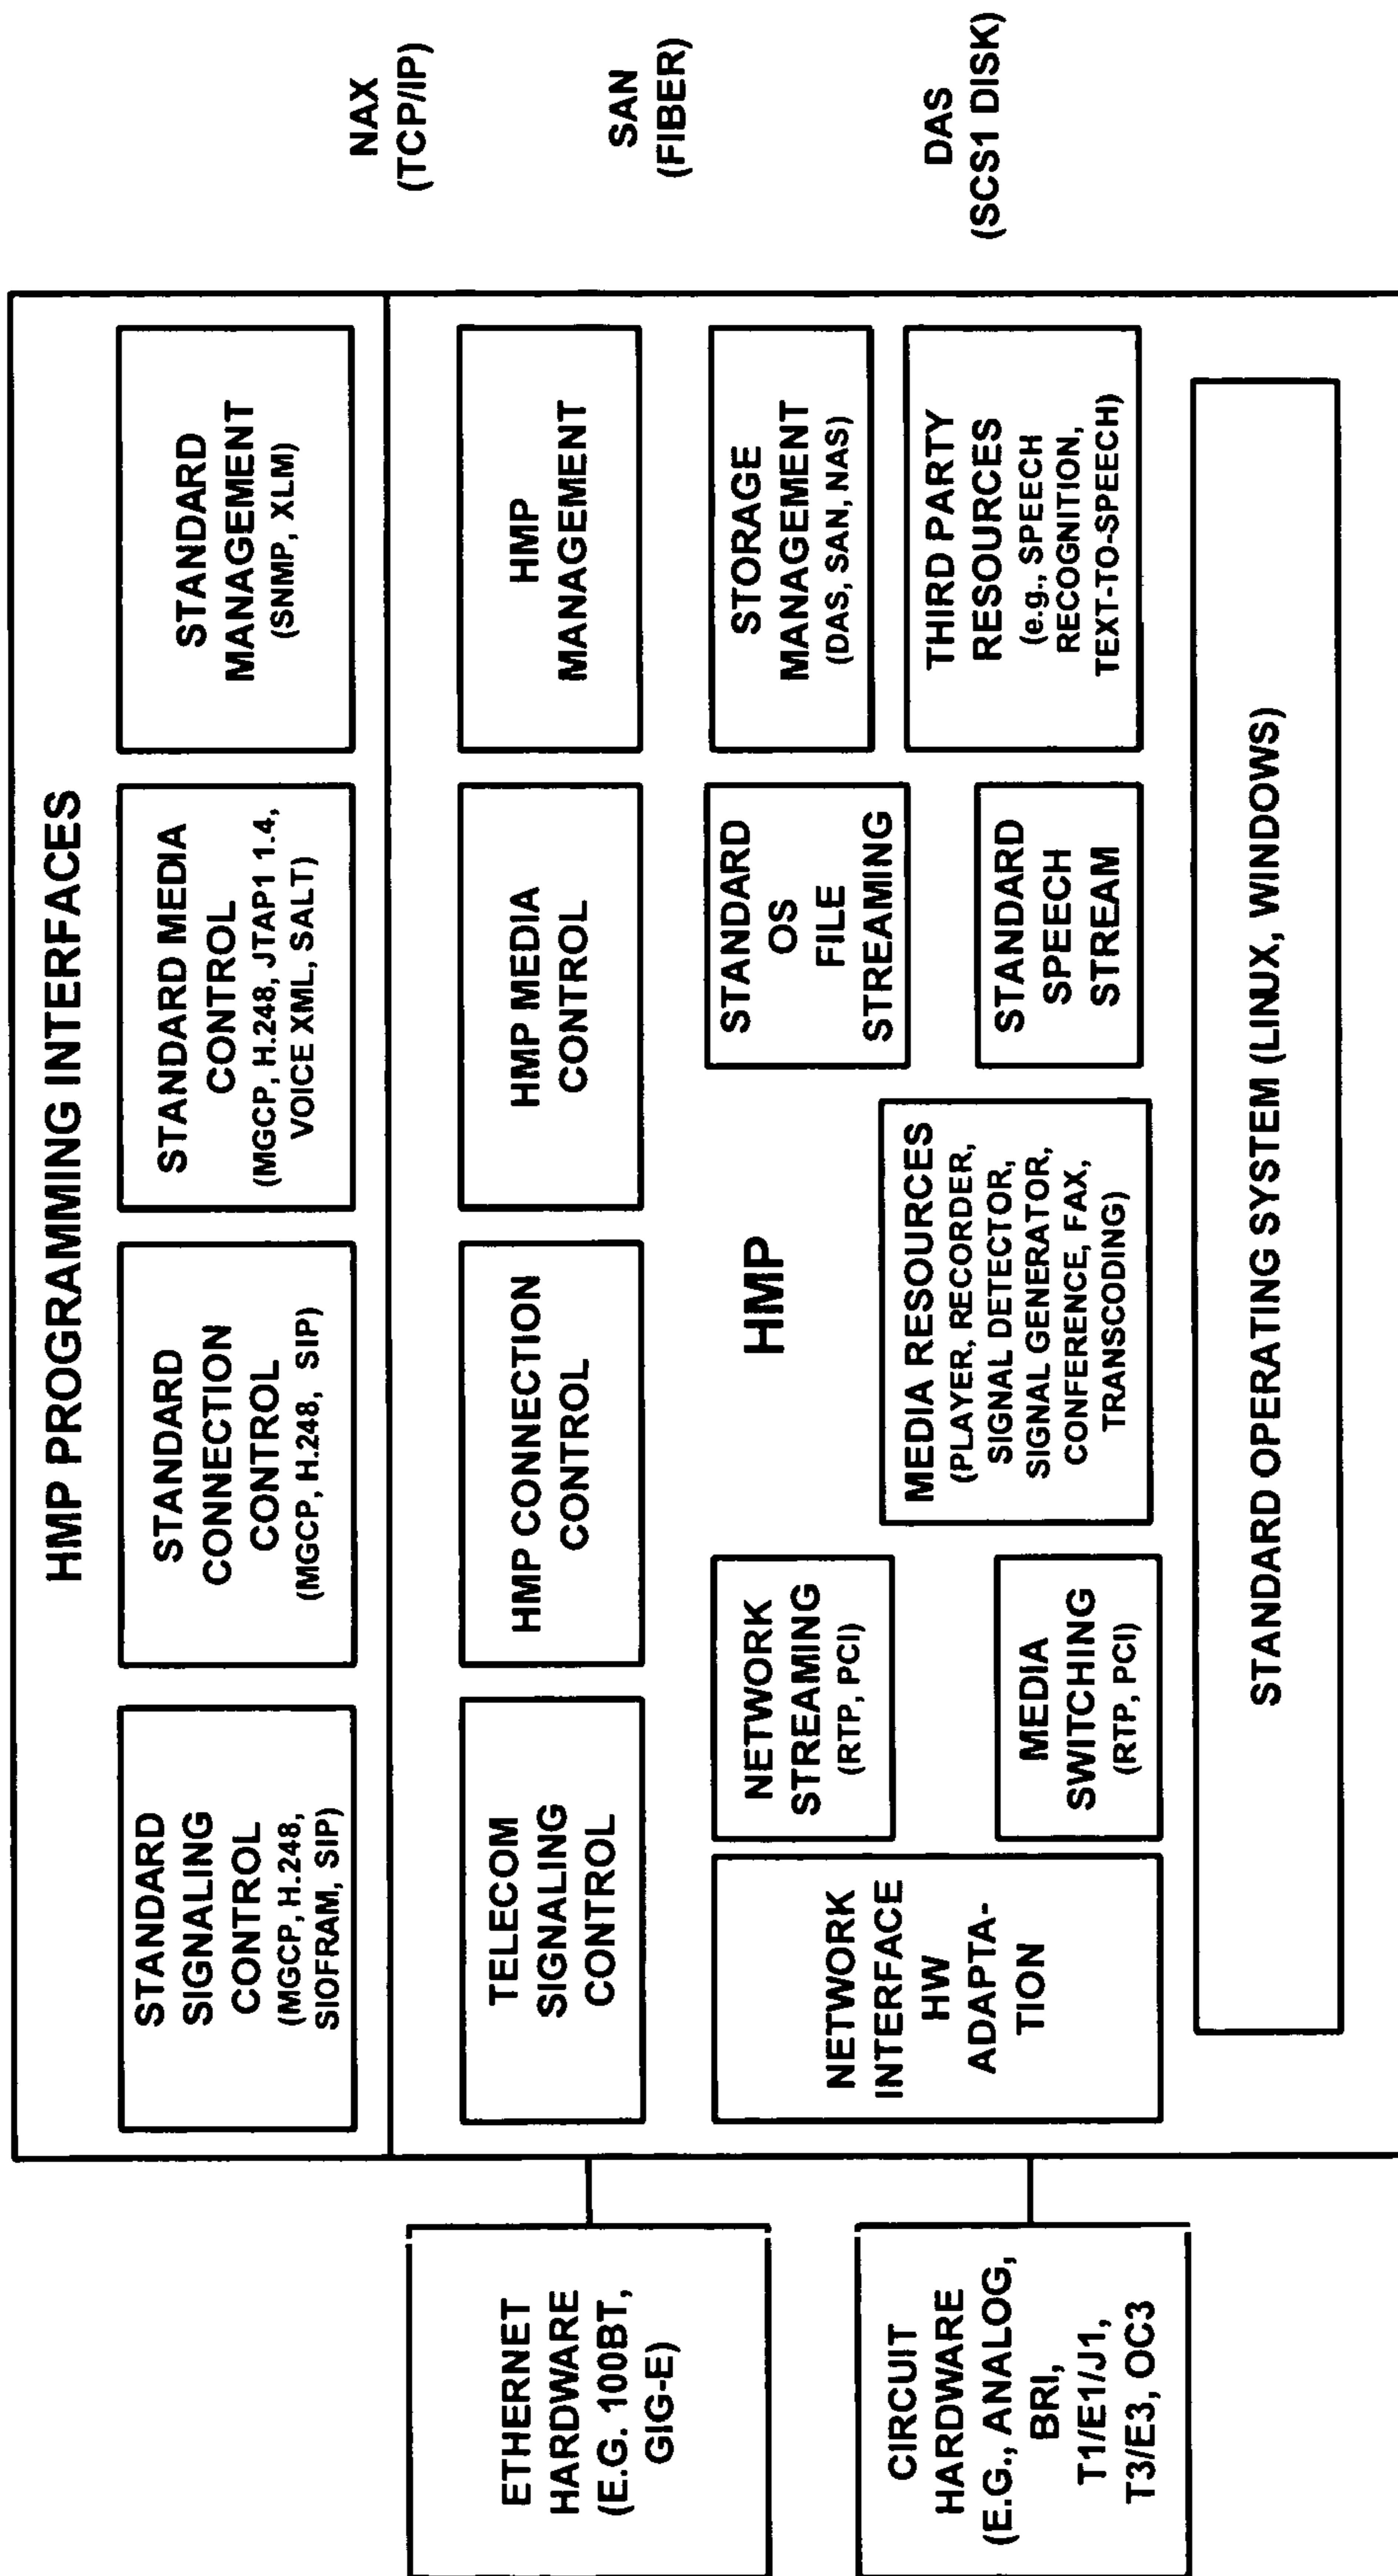 HMP PROGRAMMING INTERFACES
STANDARD
SIGNALING
CONTROL
(MGCP, H.248,
SIOFRAM, SIP)
STANDARD
CONNECTION
CONTROL
(MGCP, H.248, SIP)
STANDARD MEDIA
CONTROL
(MGCP, H.248, JTAP1 1.4,
VOICE XML, SALT)
STANDARD
MANAGEMENT
(SNMP, XLM)
TELECOM
SIGNALING
CONTROL
HMP CONNECTION
CONTROL
HMP MEDIA
CONTROL
HMP
MANAGEMENT
HMP
NETWORK
INTERFACE
HW
ADAPTA-
TION
NETWORK
STREAMING
(RTP, PCI)
MEDIA
SWITCHING
(RTP, PCI)
MEDIA RESOURCES
(PLAYER, RECORDER,
SIGNAL DETECTOR,
SIGNAL GENERATOR,
CONFERENCE, FAX,
TRANSCODING)
STANDARD
OS
FILE
STREAMING
STANDARD
SPEECH
STREAM
STORAGE
MANAGEMENT
(DAS, SAN, NAS)
THIRD PARTY
RESOURCES
(e.g., SPEECH
RECOGNITION,
TEXT-TO-SPEECH)
STANDARD OPERATING SYSTEM (LINUX, WINDOWS)
ETHERNET
HARDWARE
(E.G. 100BT,
GIG-E)
CIRCUIT
HARDWARE
(E.G., ANALOG,
BRI,
T1/E1/J1,
T3/E3, OC3
NAX
(TCP/IP)
SAN
(FIBER)
DAS
(SCS1 DISK)